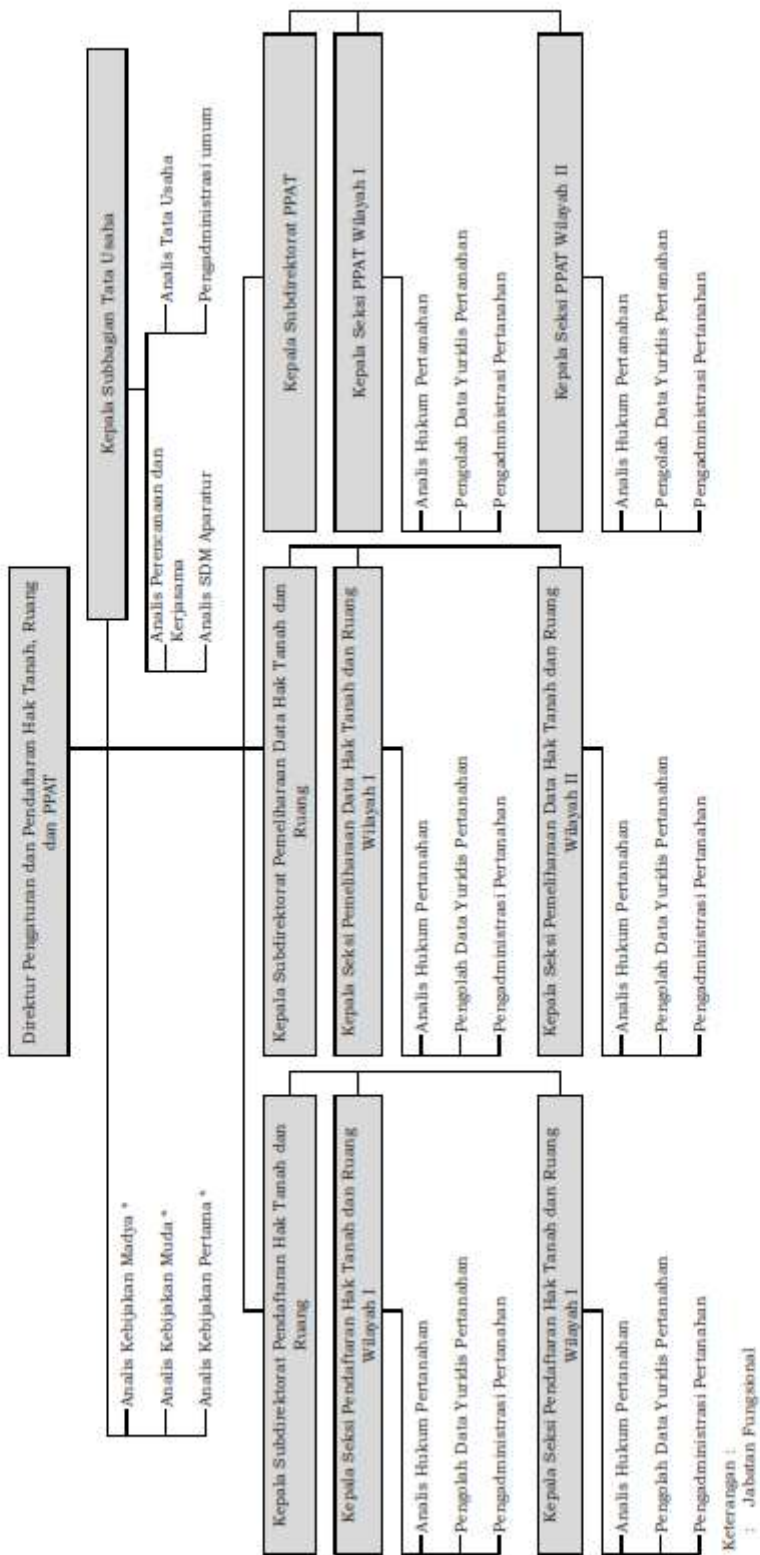 Direktur Pengaturan dan Pendaftaran Hak Tanah, Ruang
dan PPAT
Kepala Subbagian Tata Usaha
Analis Kebijakan Madya *
Analis Kebijakan Muda *
Analis Kebijakan Pertama *
Analis Perencanaan dan
Kerjasama
Analis SDM Aparatur
Analis Tata Usaha
Pengadministrasi umum
Kepala Subdirektorat Pendaftaran Hak Tanah dan
Ruang
Kepala Seksi Pendaftaran Hak Tanah dan Ruang
Wilayah I
Analis Hukum Pertanahan
Pengolah Data Yuridis Pertanahan
Pengadministrasi Pertanahan
Kepala Seksi Pendaftaran Hak Tanah dan Ruang
Wilayah I
Analis Hukum Pertanahan
Pengolah Data Yuridis Pertanahan
Pengadministrasi Pertanahan
Kepala Subdirektorat Pemeliharaan Data Hak Tanah dan
Ruang
Kepala Seksi Pemeliharaan Data Hak Tanah dan Ruang
Wilayah I
Analis Hukum Pertanahan
Pengolah Data Yuridis Pertanahan
Pengadministrasi Pertanahan
Kepala Seksi Pemeliharaan Data Hak Tanah dan Ruang
Wilayah II
Analis Hukum Pertanahan
Pengolah Data Yuridis Pertanahan
Pengadministrasi Pertanahan
Kepala Subdirektorat PPAT
Kepala Seksi PPAT Wilayah I
Analis Hukum Pertanahan
Pengolah Data Yuridis Pertanahan
Pengadministrasi Pertanahan
Kepala Seksi PPAT Wilayah II
Analis Hukum Pertanahan
Pengolah Data Yuridis Pertanahan
Pengadministrasi Pertanahan
Keterangan :
: Jabatan Fungsional